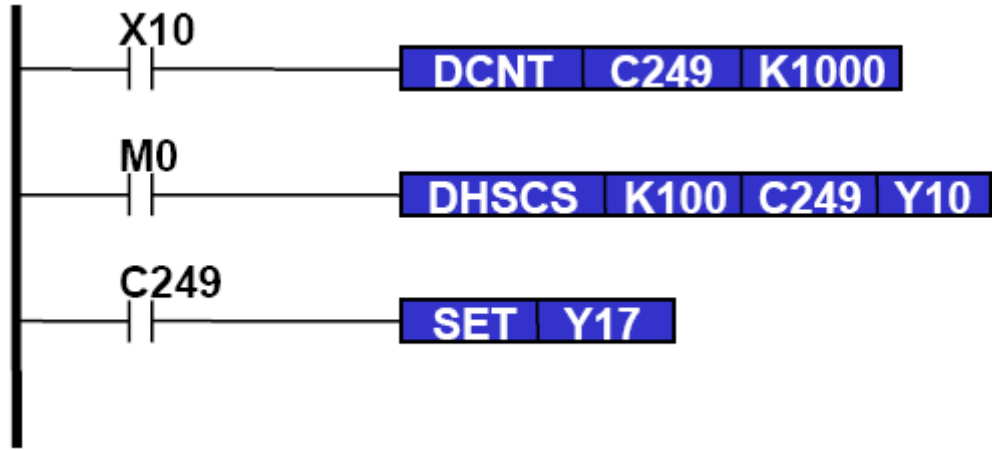 X10
DCNT C249 K1000
M0
DHSCS K100 C249 Y10
C249
SET Y17